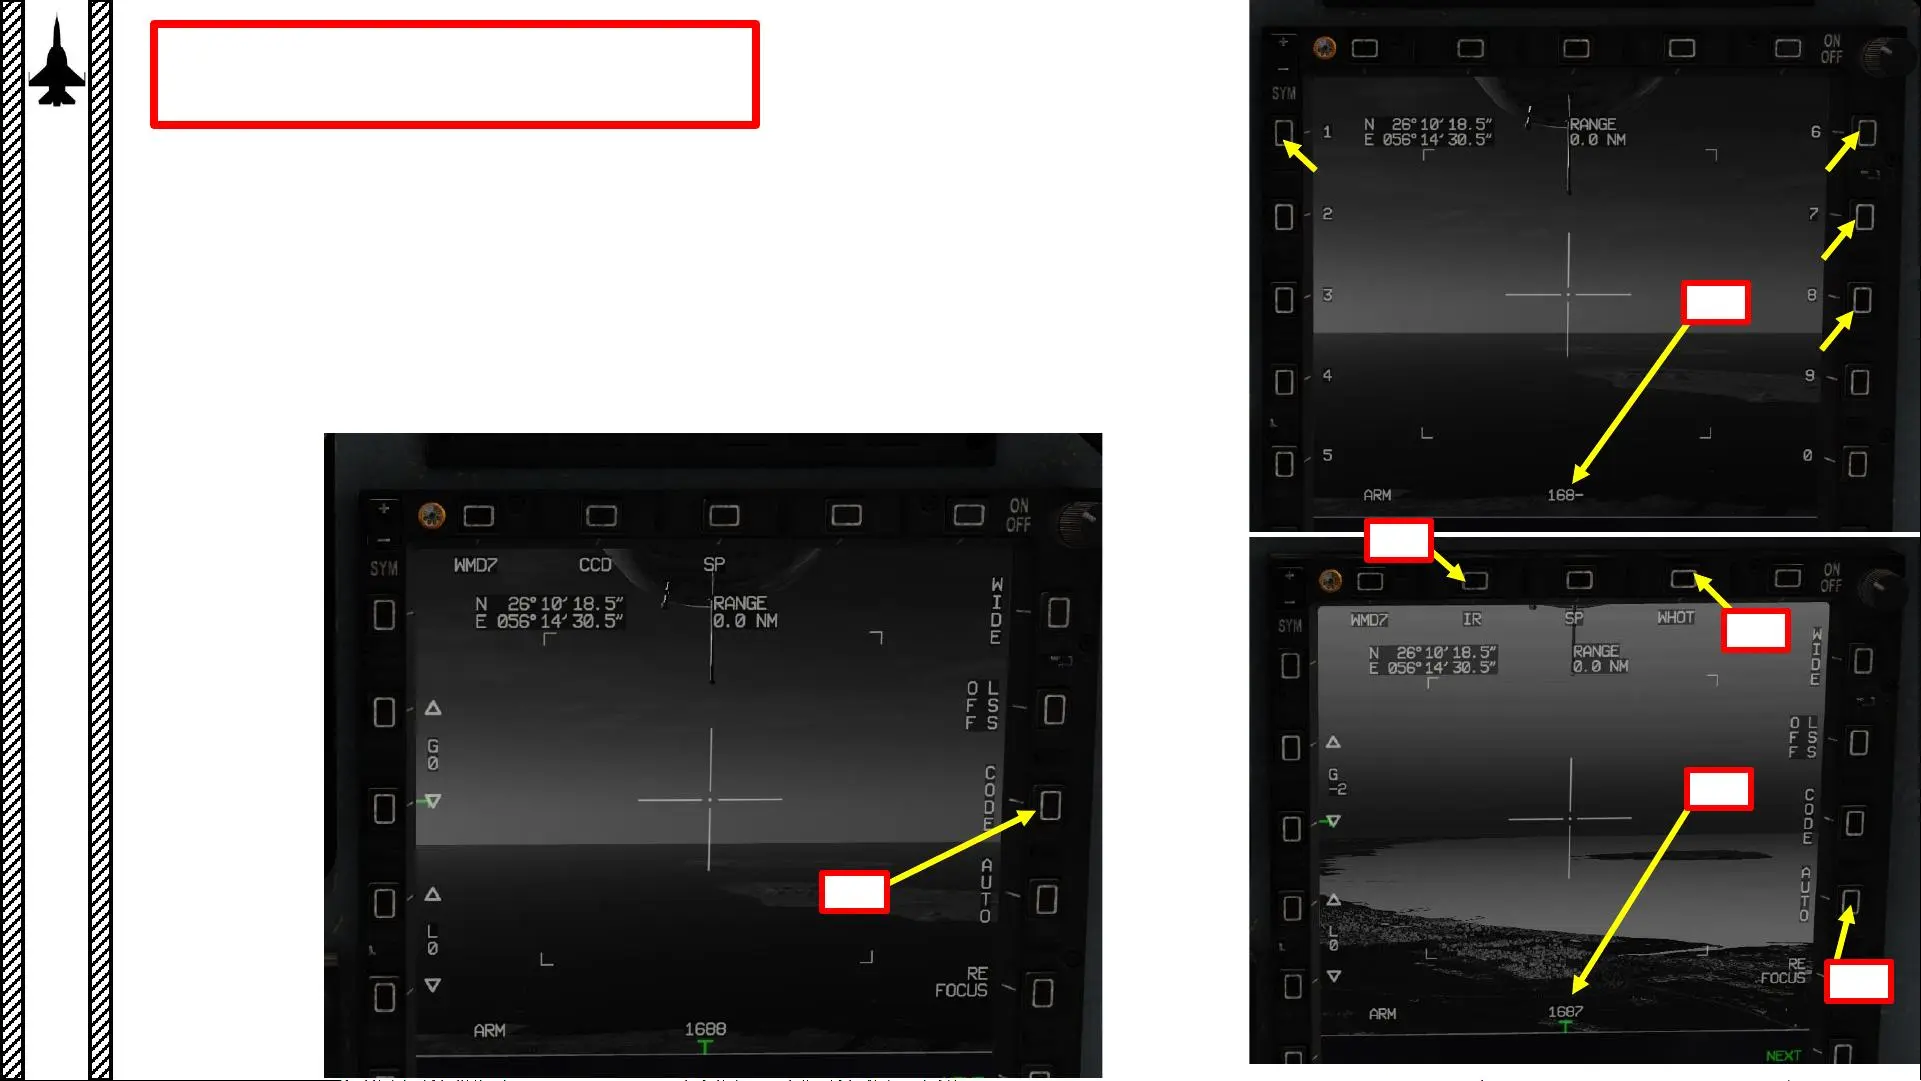 ON
OFF
SYM
1
6
N 26°10'18.5"
E 056°14'30.5"
RANGE
0.0 NM
2
7
3
8
4
9
5
0
ARM
168-
ON
OFF
SYM
WMD7
CCD
SP
WIDE
N 26°10'18.5"
E 056°14'30.5"
RANGE
0.0 NM
O L
F S
F S
G
0
CODE
AUTO
L
0
RE
FOCUS
ARM
1688
T
ON
OFF
SYM
WMD7
IR
SP
WHOT
WIDE
N 26°10'18.5"
E 056°14'30.5"
RANGE
0.0 NM
O L
F S
F S
G
-2
CODE
AUTO
L
0
RE
FOCUS
ARM
1687
T
NEXT